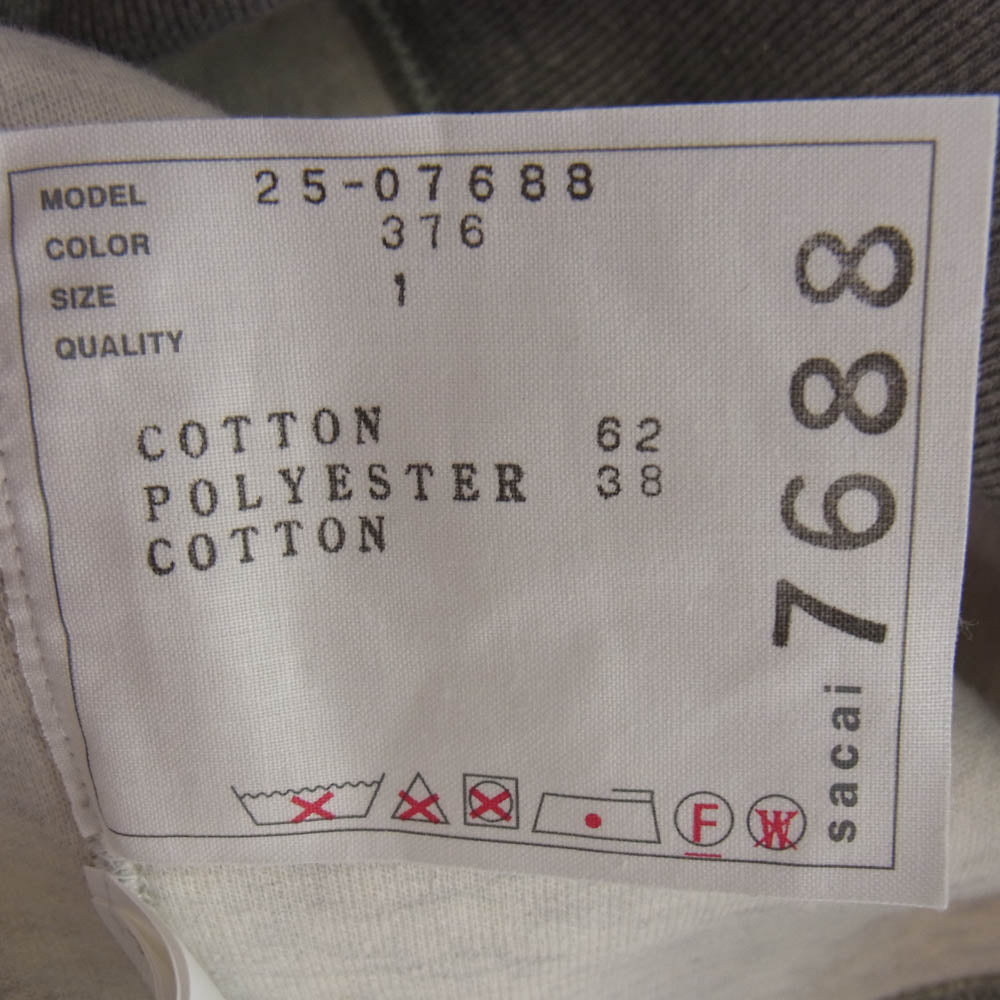 MODEL 25-07688
COLOR 376
SIZE 1
QUALITY
COTTON 62
POLYESTER 38
COTTON
F
W
sacai 7688